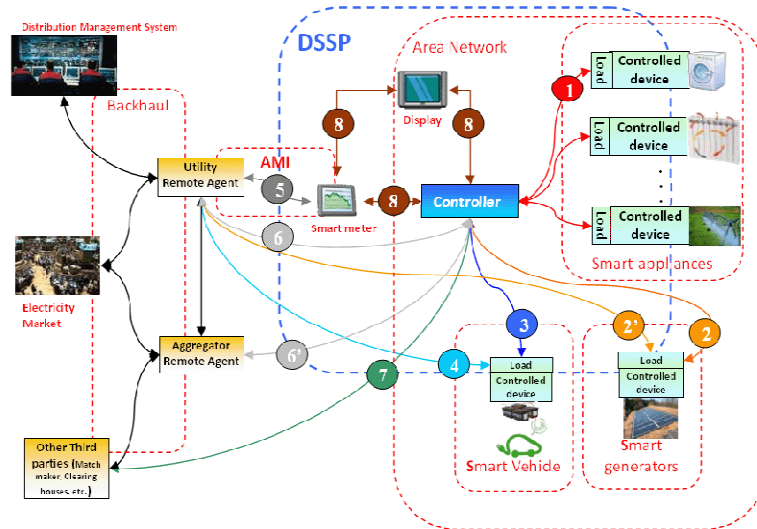 Distribution Management System
DSSP
Area Network
Backhaul
Load
Controlled
device
1
Display
8
8
Load
Controlled
device
AMI
Utility
Remote Agent
5
Smart meter
8
Controller
Load
Controlled
device
6
Smart appliances
Electricity
Market
3
2'
2
Aggregator
Remote Agent
6'
7
4
Load
Controlled
device
Load
Controlled
device
Other Third
parties (Match
maker, Clearing
houses, etc.)
Smart Vehicle
Smart
generators